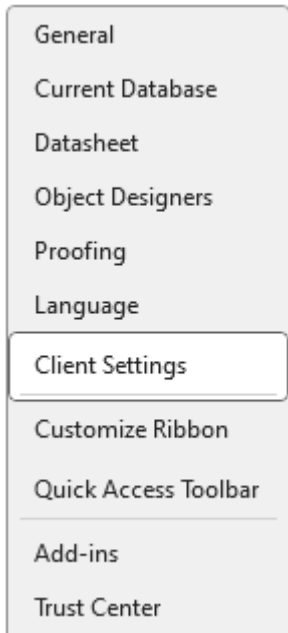 General
Current Database
Datasheet
Object Designers
Proofing
Language
Client Settings
Customize Ribbon
Quick Access Toolbar
Add-ins
Trust Center